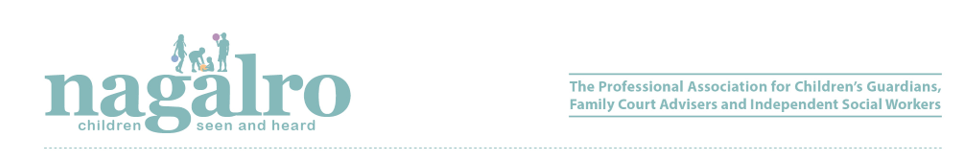 nagalro
children seen and heard
The Professional Association for Children's Guardians,
Family Court Advisers and Independent Social Workers